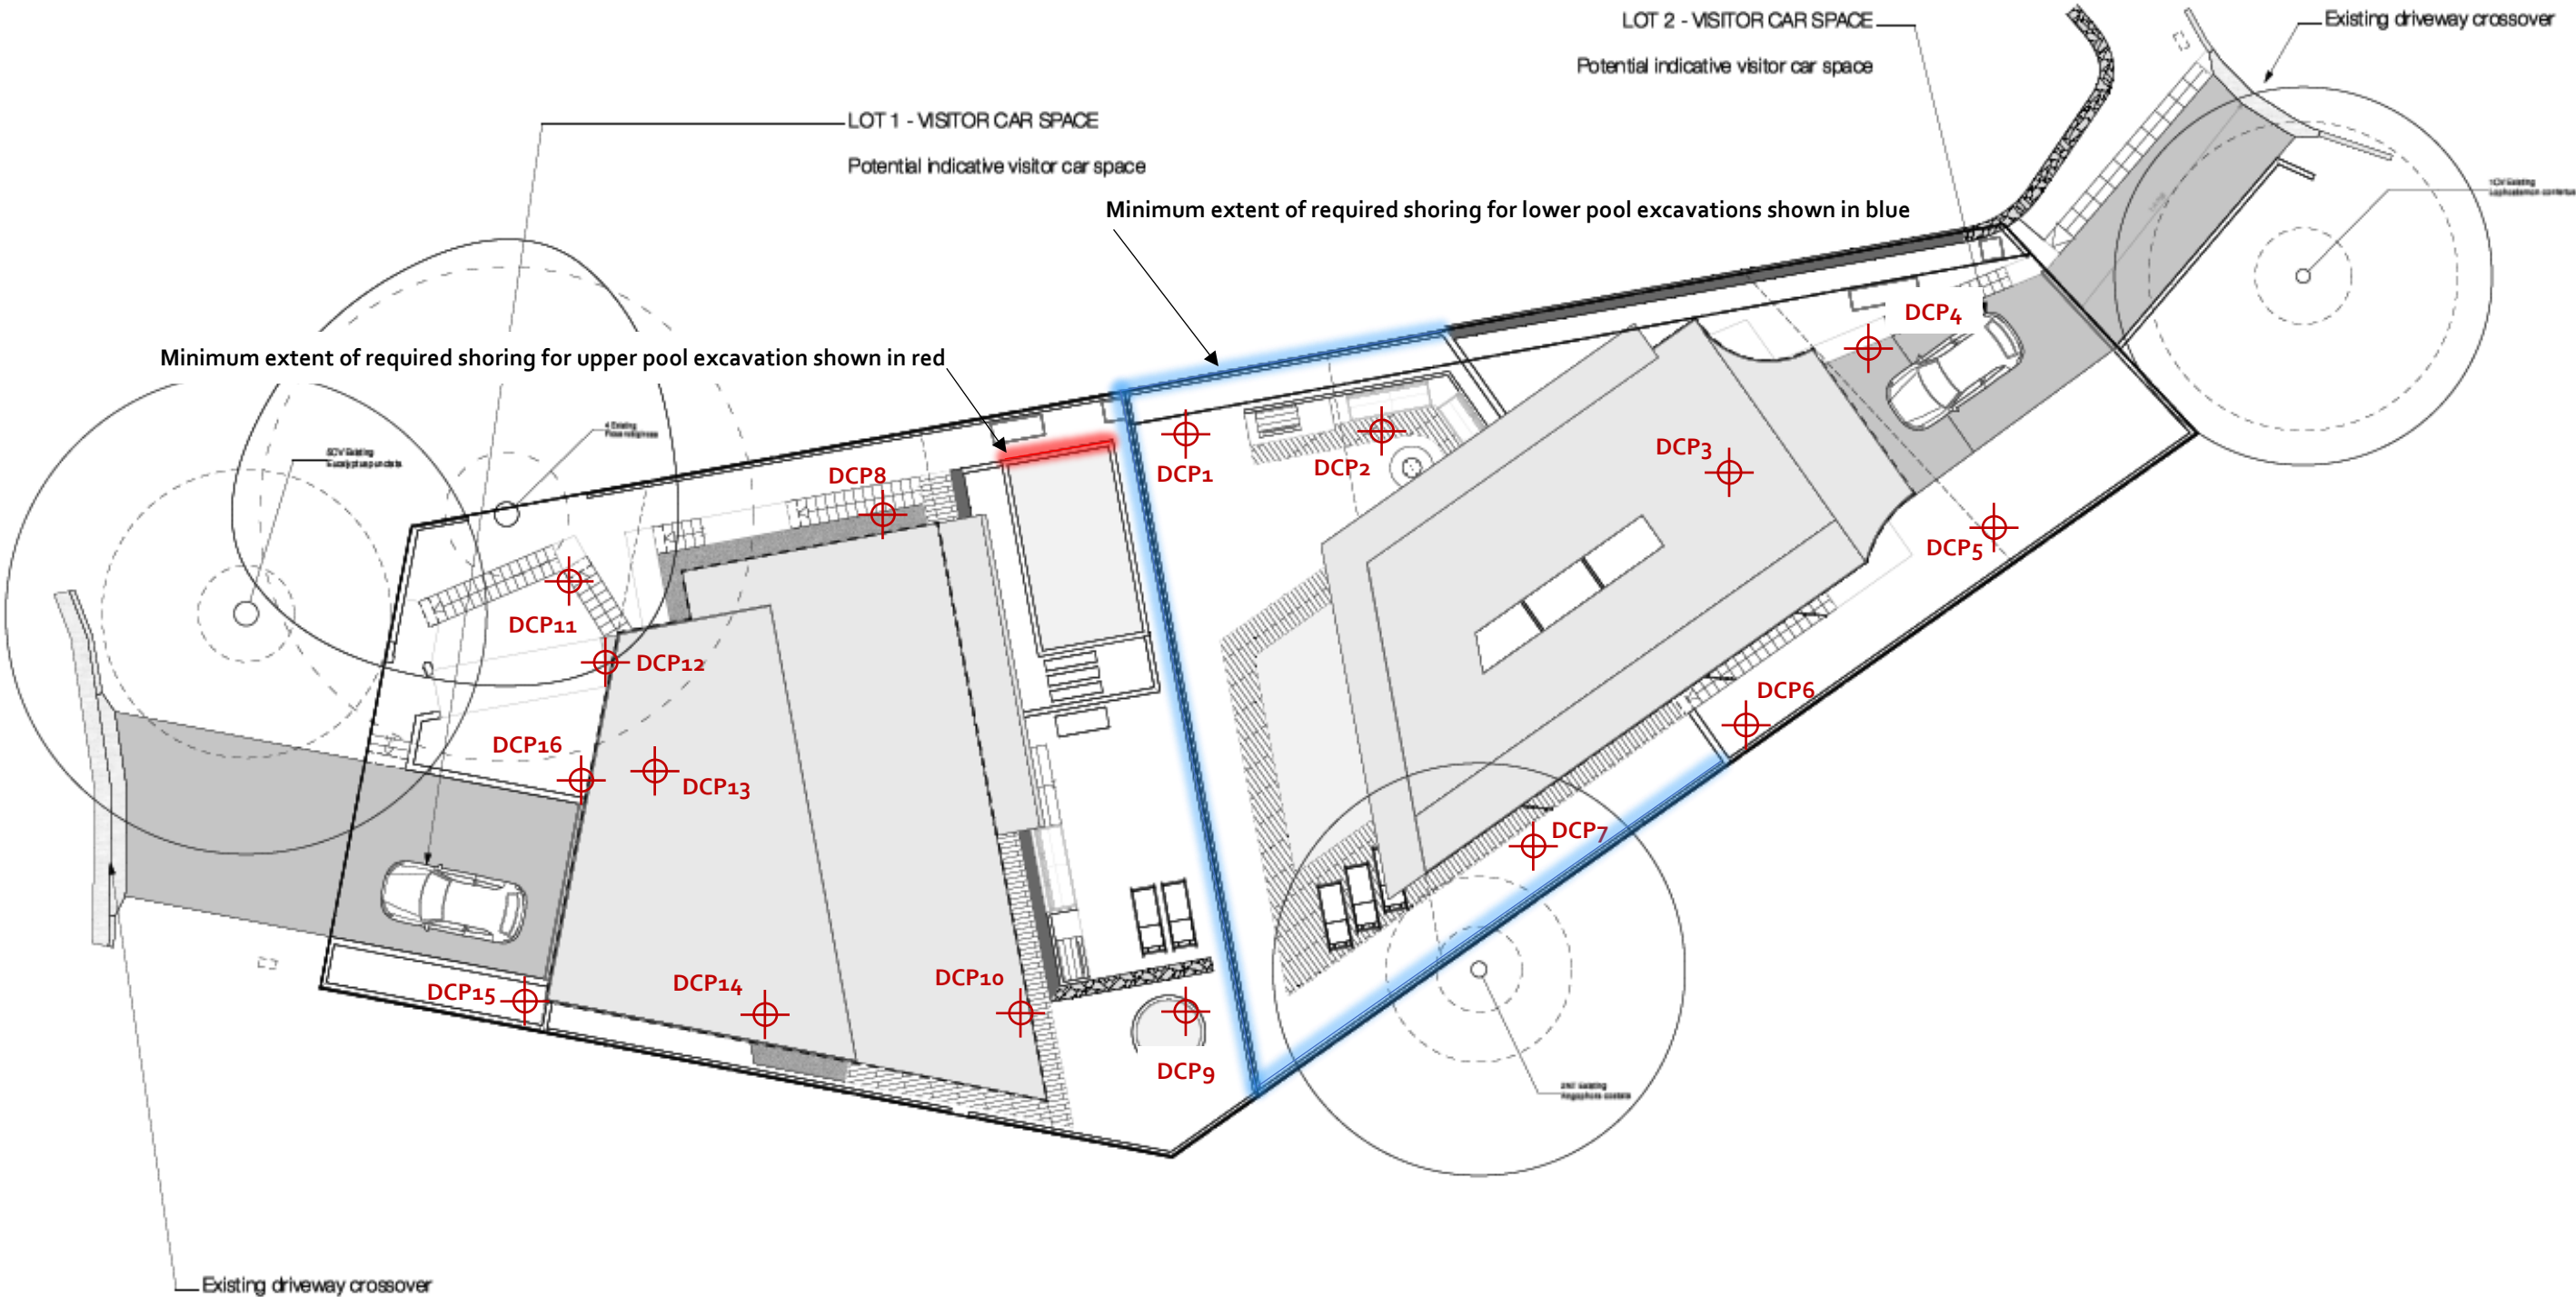 LOT 2 - VISITOR CAR SPACE
Potential indicative visitor car space
Existing driveway crossover
LOT 1 - VISITOR CAR SPACE
Potential indicative visitor car space
Minimum extent of required shoring for lower pool excavations shown in blue
Minimum extent of required shoring for upper pool excavation shown in red
DCP4
DCP1
DCP2
DCP3
DCP8
DCP5
DCP11
DCP12
DCP6
DCP16
DCP13
DCP7
DCP15
DCP14
DCP10
DCP9
Existing driveway crossover